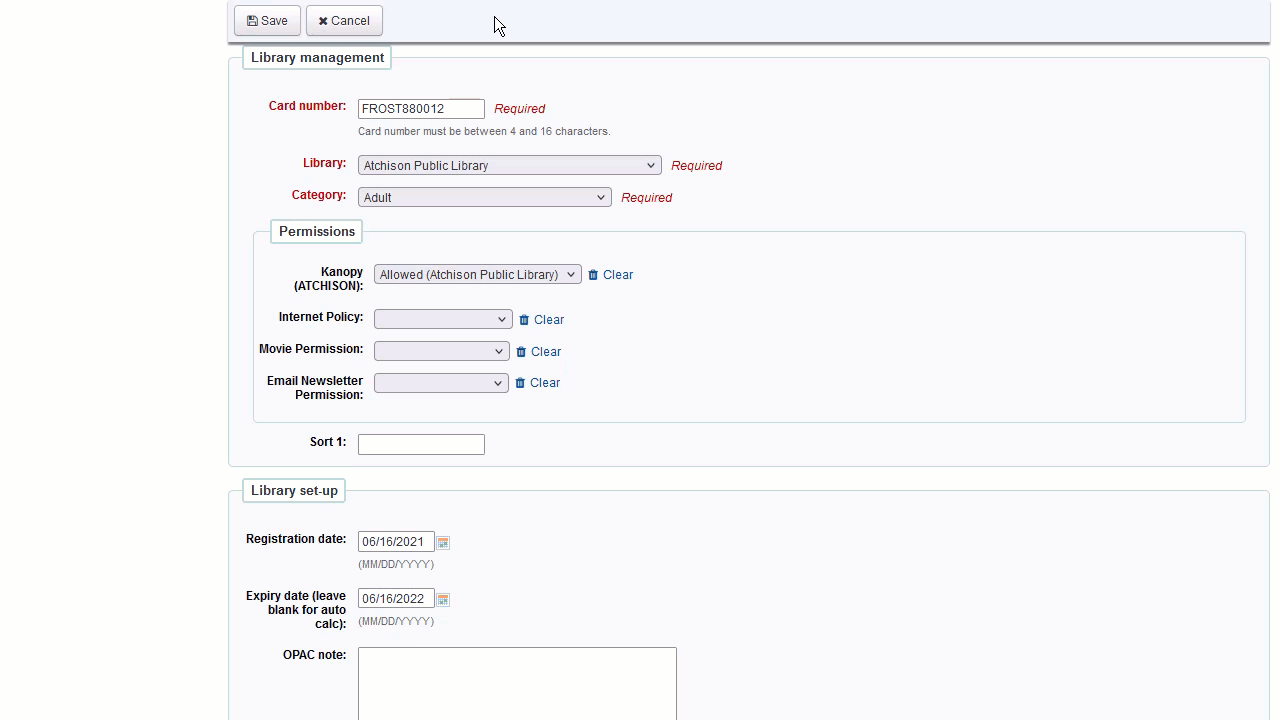 Save Cancel
Library management
Card number: FROST880012 Required
Card number must be between 4 and 16 characters.
Library: Atchison Public Library Required
Category: Adult Required
Permissions
Kanopy (ATCHISON): Allowed (Atchison Public Library) Clear
Internet Policy: Clear
Movie Permission: Clear
Email Newsletter Permission: Clear
Sort 1:
Library set-up
Registration date: 06/16/2021
(MM/DD/YYYY)
Expiry date (leave blank for auto calc): 06/16/2022
(MM/DD/YYYY)
OPAC note: